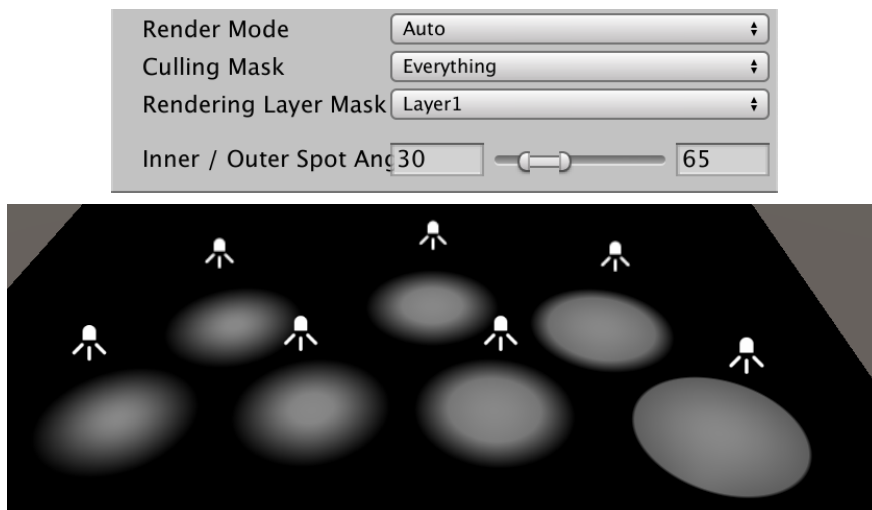 Render Mode Auto
Culling Mask Everything
Rendering Layer Mask Layer1
Inner / Outer Spot Ang 30 65